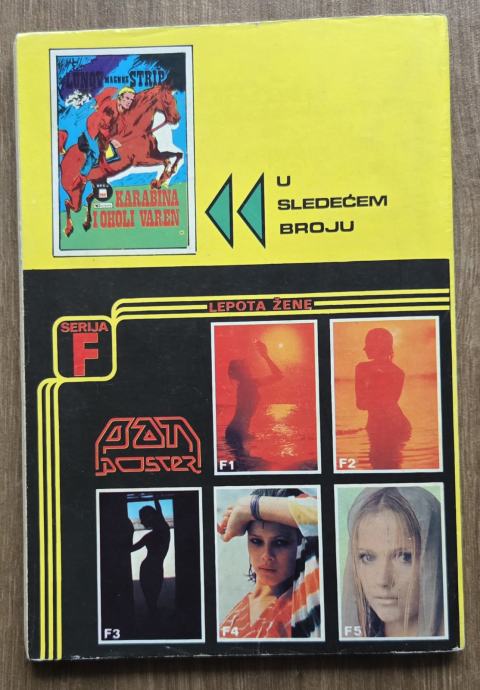 LUNOV MAGNUS STRIP
KARABINA
I OHOLI VAREN
U
SLEDEĆEM
BROJU
LEPOTA ŽENE
SERIJA
F
PAN
POSTER
F1
F2
F3
F4
F5